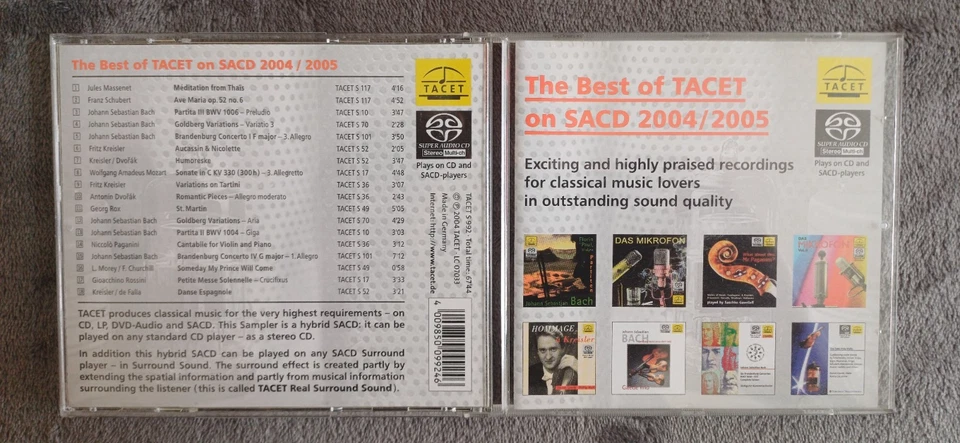 The Best of TACET on SACD 2004 / 2005
1 Jules Massenet Méditation from Thaïs TACET S 117 4'16
2 Franz Schubert Ave Maria op. 52 no. 6 TACET S 117 4'52
3 Johann Sebastian Bach Partita III BWV 1006 – Preludio TACET S 10 3'47
4 Johann Sebastian Bach Goldberg Variations – Variatio 3 TACET S 70 2'28
5 Johann Sebastian Bach Brandenburg Concerto I F major – 3. Allegro TACET S 101 3'50
6 Fritz Kreisler Aucassin & Nicolette TACET S 52 2'05
7 Kreisler / Dvořák Humoreske TACET S 52 3'47
8 Wolfgang Amadeus Mozart Sonate in C KV 330 (300h) – 3. Allegretto TACET S 17 4'48
9 Fritz Kreisler Variations on Tartini TACET S 36 3'07
10 Antonin Dvořák Romantic Pieces – Allegro moderato TACET S 36 2'43
11 Georg Riox St. Martin TACET S 49 5'05
12 Johann Sebastian Bach Goldberg Variations – Aria TACET S 70 4'29
13 Johann Sebastian Bach Partita II BWV 1004 – Giga TACET S 10 3'03
14 Niccolò Paganini Cantabile for Violin and Piano TACET S 36 3'12
15 Johann Sebastian Bach Brandenburg Concerto IV G major – 1. Allegro TACET S 101 7'12
16 L. Morey / F. Churchill Someday My Prince Will Come TACET S 49 0'58
17 Gioacchino Rossini Petite Messe Solennelle – Crucifixus TACET S 17 3'33
18 Kreisler / de Falla Danse Espagnole TACET S 52 3'21
TACET produces classical music for the very highest requirements – on
CD, LP, DVD-Audio and SACD. This Sampler is a hybrid SACD: it can be
played on any standard CD player – as a stereo CD.
In addition this hybrid SACD can be played on any SACD Surround
player – in Surround Sound. The surround effect is created partly by
extending the spatial information and partly from musical information
surrounding the listener (this is called TACET Real Surround Sound).
TACET
SUPER AUDIO CD
Stereo Multi-ch
Plays on CD and
SACD-players
TACET S 992 · Total time: 67'44
© ℗ 2004 TACET · LC 07033
Made in Germany
Internet: http://www.tacet.de
4 009850 099246
The Best of TACET
on SACD 2004/2005
Exciting and highly praised recordings
for classical music lovers
in outstanding sound quality
TACET
SUPER AUDIO CD
Stereo Multi-ch
Plays on CD and
SACD-players
Johann Sebastian Bach
DAS MIKROFON
played by
HOMMAGE
Kreisler
BACH